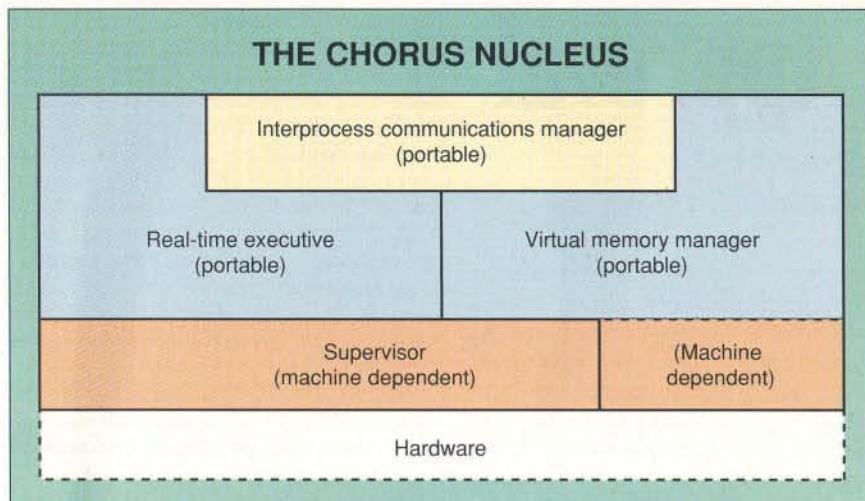 THE CHORUS NUCLEUS
Interprocess communications manager
(portable)
Real-time executive
(portable)
Virtual memory manager
(portable)
Supervisor
(machine dependent)
(Machine
dependent)
Hardware